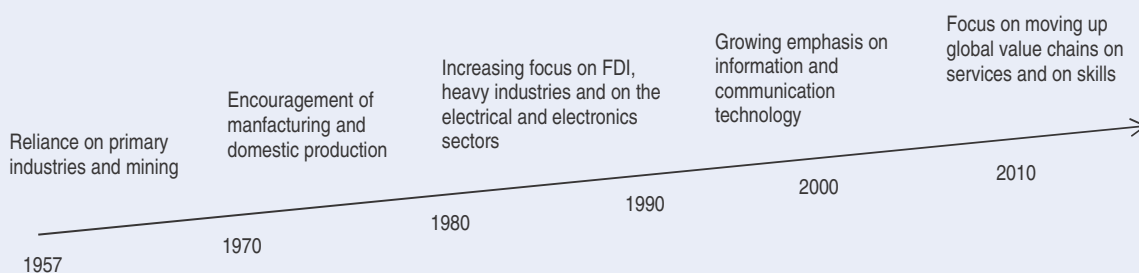 Reliance on primary
industries and mining
Encouragement of
manfacturing and
domestic production
Increasing focus on FDI,
heavy industries and on the
electrical and electronics
sectors
Growing emphasis on
information and
communication
technology
Focus on moving up
global value chains on
services and on skills
1957
1970
1980
1990
2000
2010